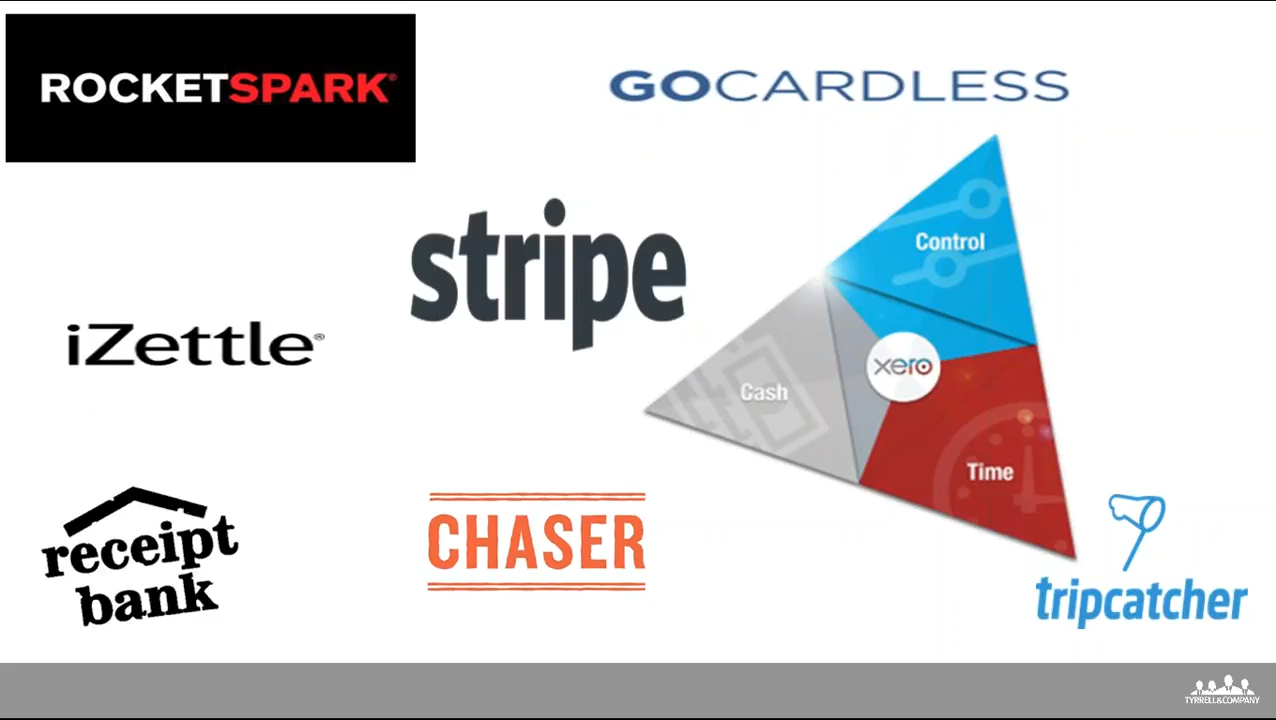 ROCKETSPARK®
GOCARDLESS
stripe
Control
iZettle®
xero
Cash
Time
receipt
bank
CHASER
tripcatcher
TYRRELL&COMPANY